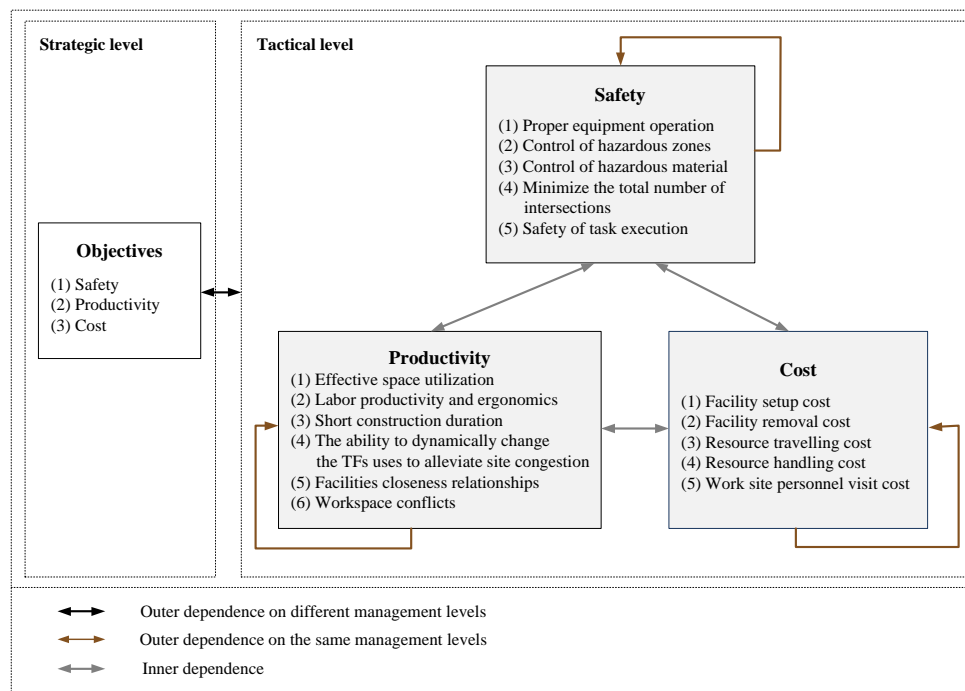 Strategic level
Objectives
(1) Safety
(2) Productivity
(3) Cost
Tactical level
Safety
(1) Proper equipment operation
(2) Control of hazardous zones
(3) Control of hazardous material
(4) Minimize the total number of
intersections
(5) Safety of task execution
Productivity
(1) Effective space utilization
(2) Labor productivity and ergonomics
(3) Short construction duration
(4) The ability to dynamically change
the TFs uses to alleviate site congestion
(5) Facilities closeness relationships
(6) Workspace conflicts
Cost
(1) Facility setup cost
(2) Facility removal cost
(3) Resource travelling cost
(4) Resource handling cost
(5) Work site personnel visit cost
Outer dependence on different management levels
Outer dependence on the same management levels
Inner dependence